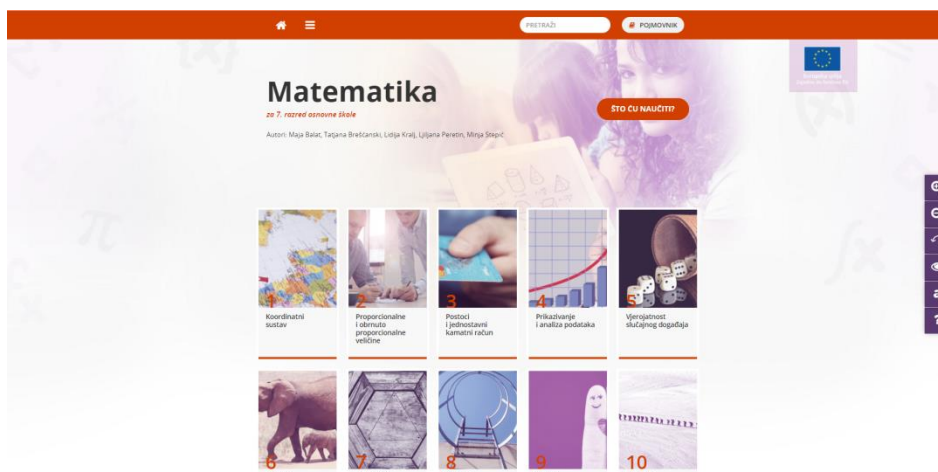 PRETRAŽI
POJMOVNIK
Matematika
za 7. razred osnovne škole
Autori: Maja Balat, Tatjana Brešćanski, Lidija Kralj, Ljiljana Peretin, Minja Stepić
ŠTO ĆU NAUČITI?
1
Koordinatni
sustav
2
Proporcionalne
i obrnuto
proporcionalne
veličine
3
Postoci
i jednostavni
kamatni račun
4
Prikazivanje
i analiza podataka
5
Vjerojatnost
slučajnog događaja
6
7
8
9
10